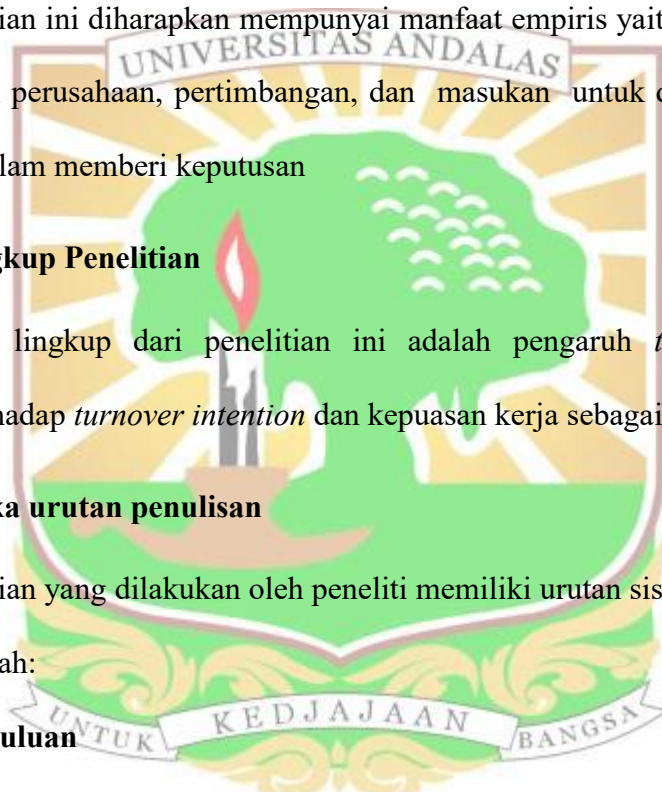 ian ini diharapkan mempunyai manfaat empiris yait
UNIVERSITAS ANDALAS
perusahaan, pertimbangan, dan masukan untuk
lam memberi keputusan
gkup Penelitian
lingkup dari penelitian ini adalah pengaruh
hadap turnover intention dan kepuasan kerja sebagai
ka urutan penulisan
ian yang dilakukan oleh peneliti memiliki urutan sis
ah:
UNTUK KEDJAJAAN BANGSA
uluan